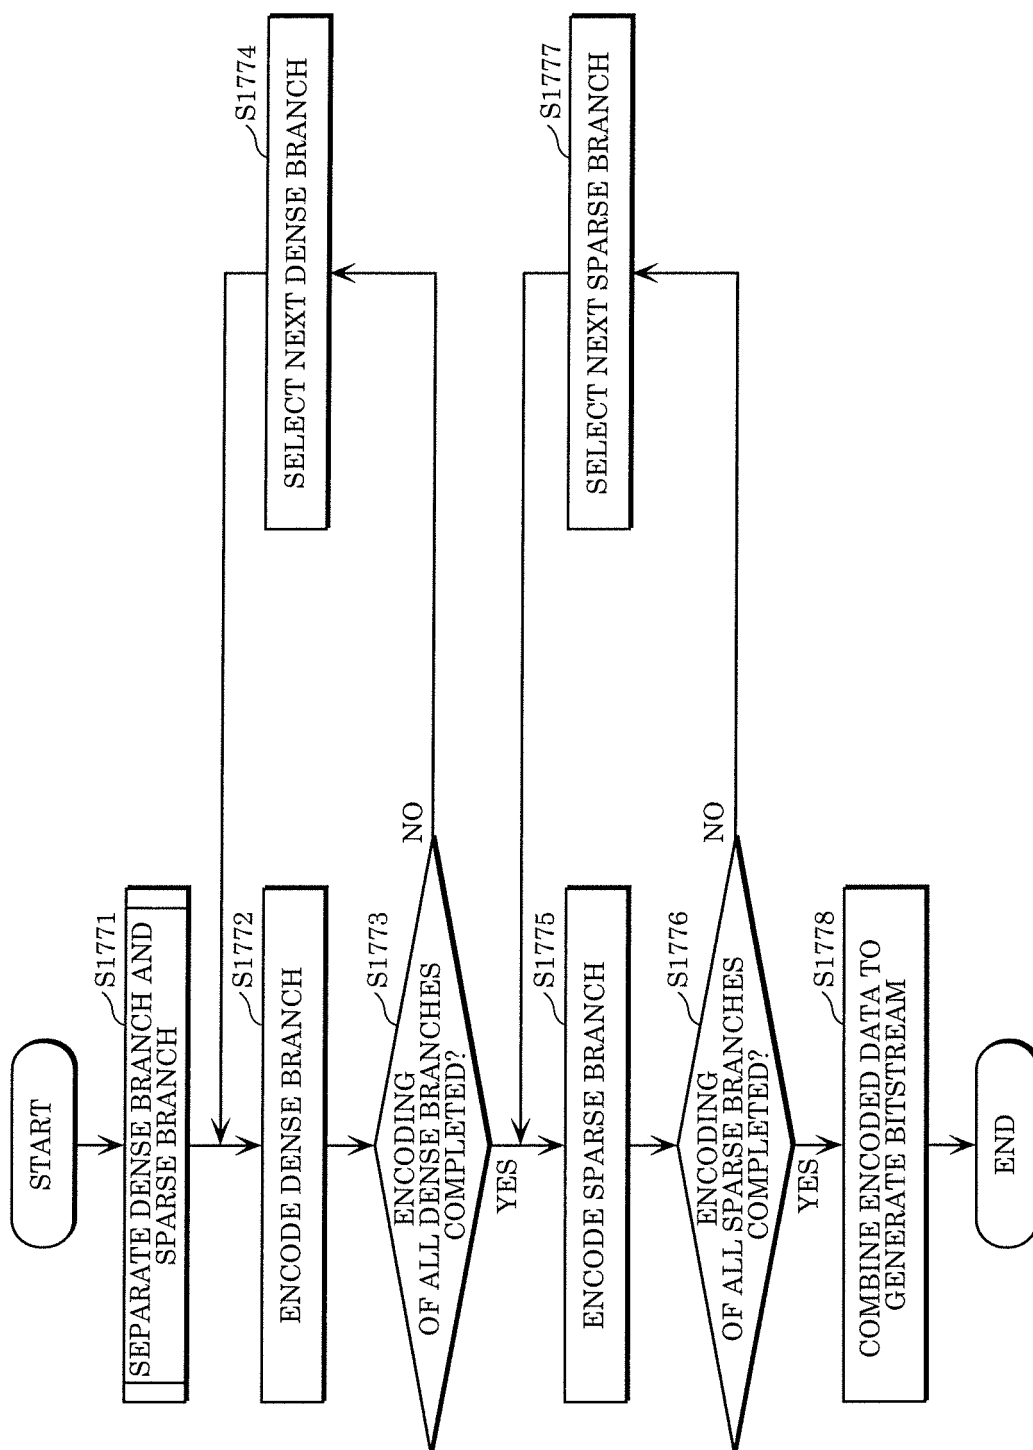 START
S1771
SEPARATE DENSE BRANCH AND
SPARSE BRANCH
S1772
ENCODE DENSE BRANCH
S1773
ENCODING
OF ALL DENSE BRANCHES
COMPLETED?
NO
YES
S1774
SELECT NEXT DENSE BRANCH
S1775
ENCODE SPARSE BRANCH
S1776
ENCODING
OF ALL SPARSE BRANCHES
COMPLETED?
NO
YES
S1777
SELECT NEXT SPARSE BRANCH
S1778
COMBINE ENCODED DATA TO
GENERATE BITSTREAM
END